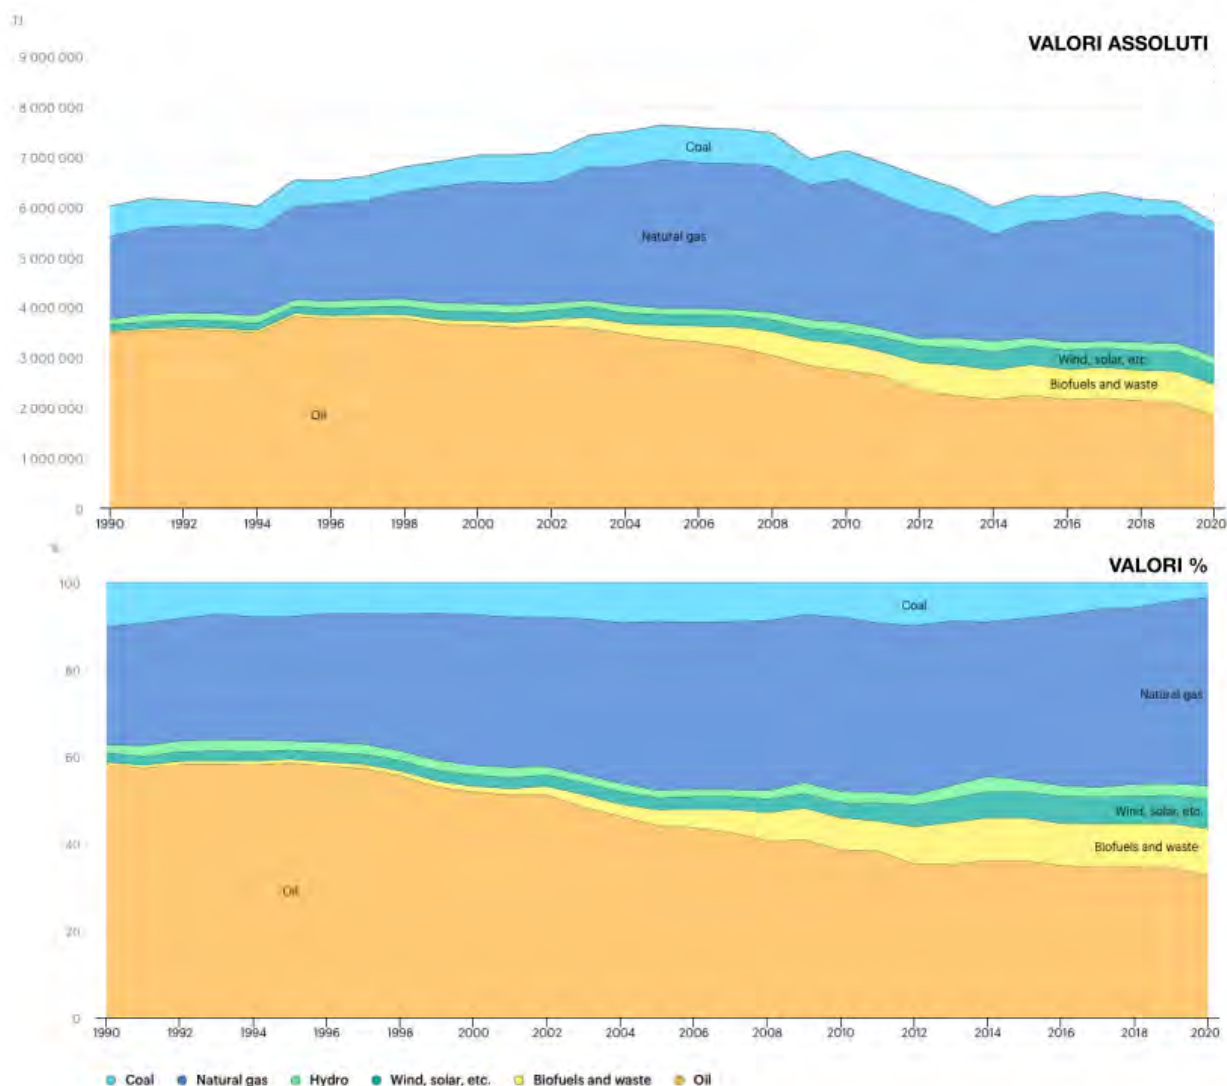 TJ
VALORI ASSOLUTI
9 000 000
8 000 000
7 000 000
6 000 000
5 000 000
4 000 000
3 000 000
2 000 000
1 000 000
0
Coal
Natural gas
Wind, solar, etc.
Biofuels and waste
Oil
1990 1992 1994 1996 1998 2000 2002 2004 2006 2008 2010 2012 2014 2016 2018 2020
VALORI %
100
80
60
40
20
0
Coal
Natural gas
Wind, solar, etc.
Biofuels and waste
Oil
1990 1992 1994 1996 1998 2000 2002 2004 2006 2008 2010 2012 2014 2016 2018 2020
Coal Natural gas Hydro Wind, solar, etc. Biofuels and waste Oil